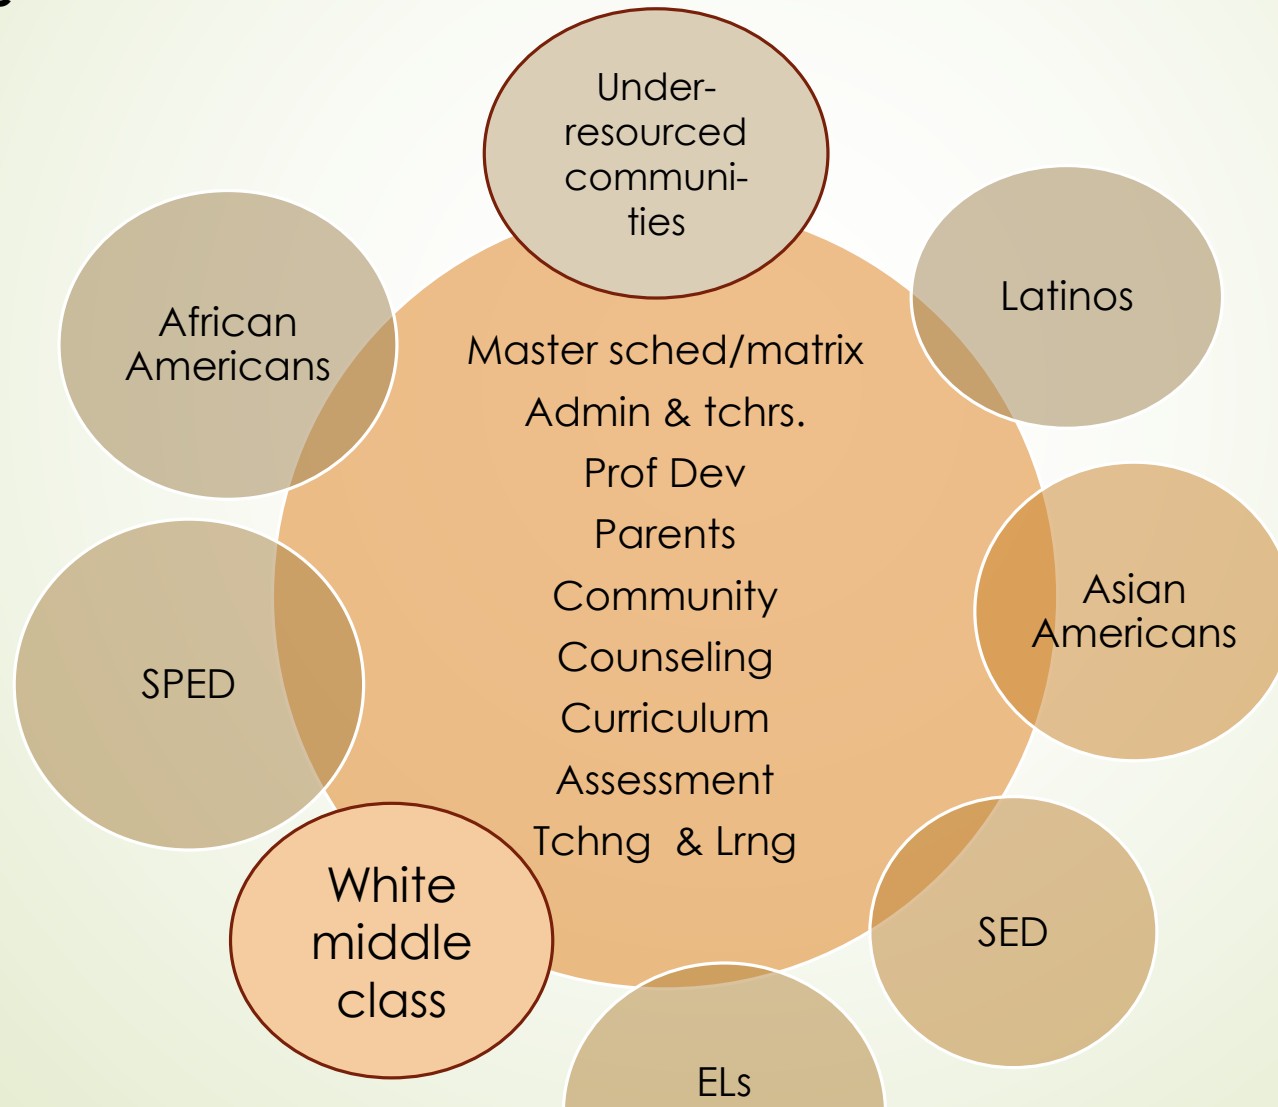 Under-
resourced
communi-
ties
Latinos
African
Americans
Master sched/matrix
Admin & tchrs.
Prof Dev
Parents
Community
Counseling
Curriculum
Assessment
Tchng & Lrng
Asian
Americans
SPED
White
middle
class
SED
ELs